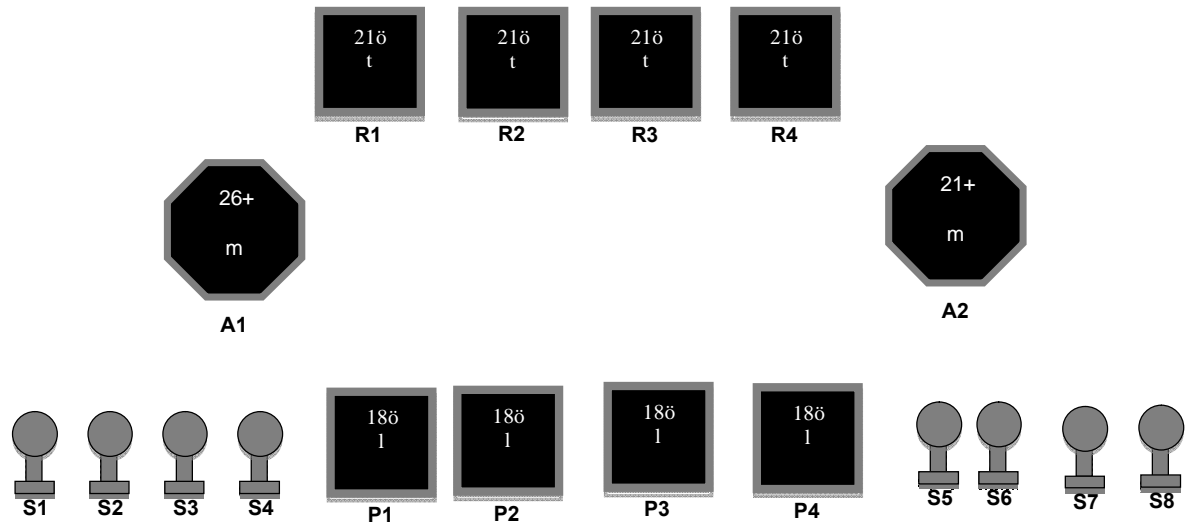 21ö 21ö 21ö 21ö
t t t t
R1 R2 R3 R4
26+ 21+
m m
A1 A2
18ö 18ö 18ö 18ö
l l l l
S1 S2 S3 S4 P1 P2 P3 P4 S5 S6 S7 S8